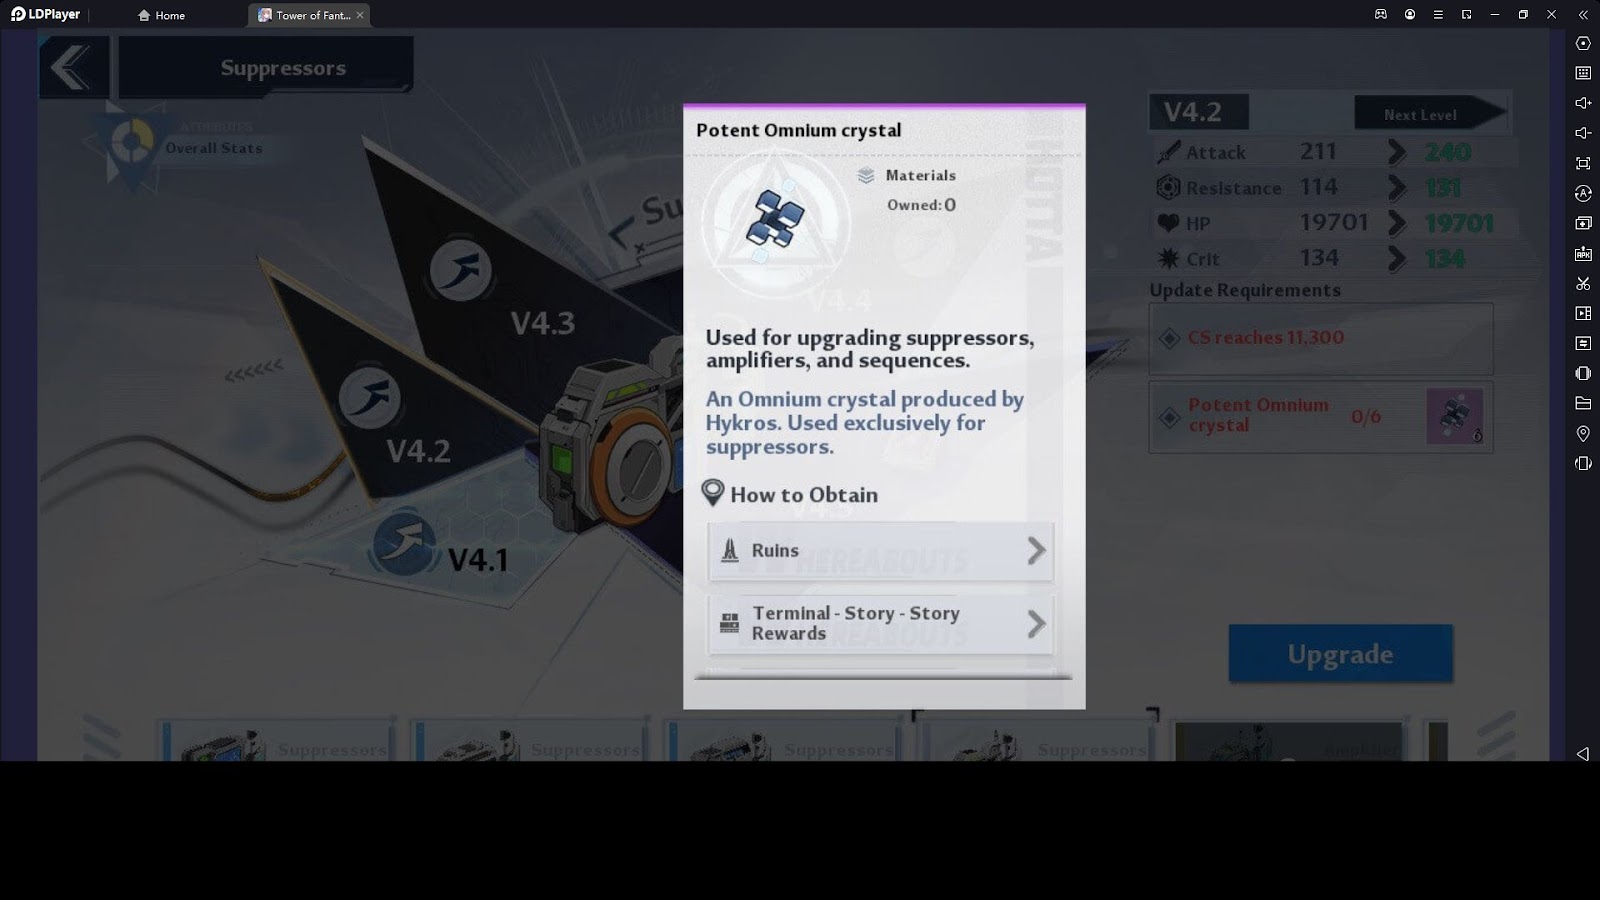 LDPlayer
Home
Tower of Fant...
Suppressors
ATTRIBUTES
Overall Stats
V4.3
V4.2
V4.1
Potent Omnium crystal
Materials
Owned: 0
V4.4
Used for upgrading suppressors,
amplifiers, and sequences.
An Omnium crystal produced by
Hykros. Used exclusively for
suppressors.
How to Obtain
Ruins
Terminal - Story - Story
Rewards
V4.2
Next Level
Attack 211 240
Resistance 114 131
HP 19701 19701
Crit 134 134
Update Requirements
CS reaches 11,300
Potent Omnium
crystal
0/6
6
Upgrade
Suppressors
Suppressors
Suppressors
Suppressors
Amplifier